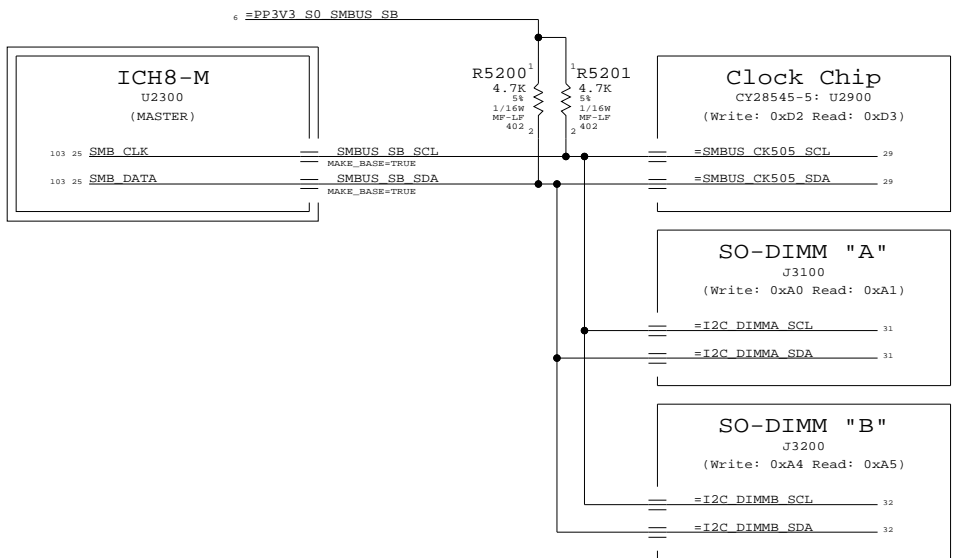 6 =PP3V3_S0_SMBUS_SB
ICH8-M
U2300
(MASTER)
103 25 SMB_CLK
103 25 SMB_DATA
SMBUS_SB_SCL
MAKE_BASE=TRUE
SMBUS_SB_SDA
MAKE_BASE=TRUE
R5200
4.7K
5%
1/16W
MF-LF
402
1
2
R5201
4.7K
5%
1/16W
MF-LF
402
1
2
Clock Chip
CY28545-5: U2900
(Write: 0xD2 Read: 0xD3)
=SMBUS_CK505_SCL 29
=SMBUS_CK505_SDA 29
SO-DIMM "A"
J3100
(Write: 0xA0 Read: 0xA1)
=I2C_DIMMA_SCL 31
=I2C_DIMMA_SDA 31
SO-DIMM "B"
J3200
(Write: 0xA4 Read: 0xA5)
=I2C_DIMMB_SCL 32
=I2C_DIMMB_SDA 32